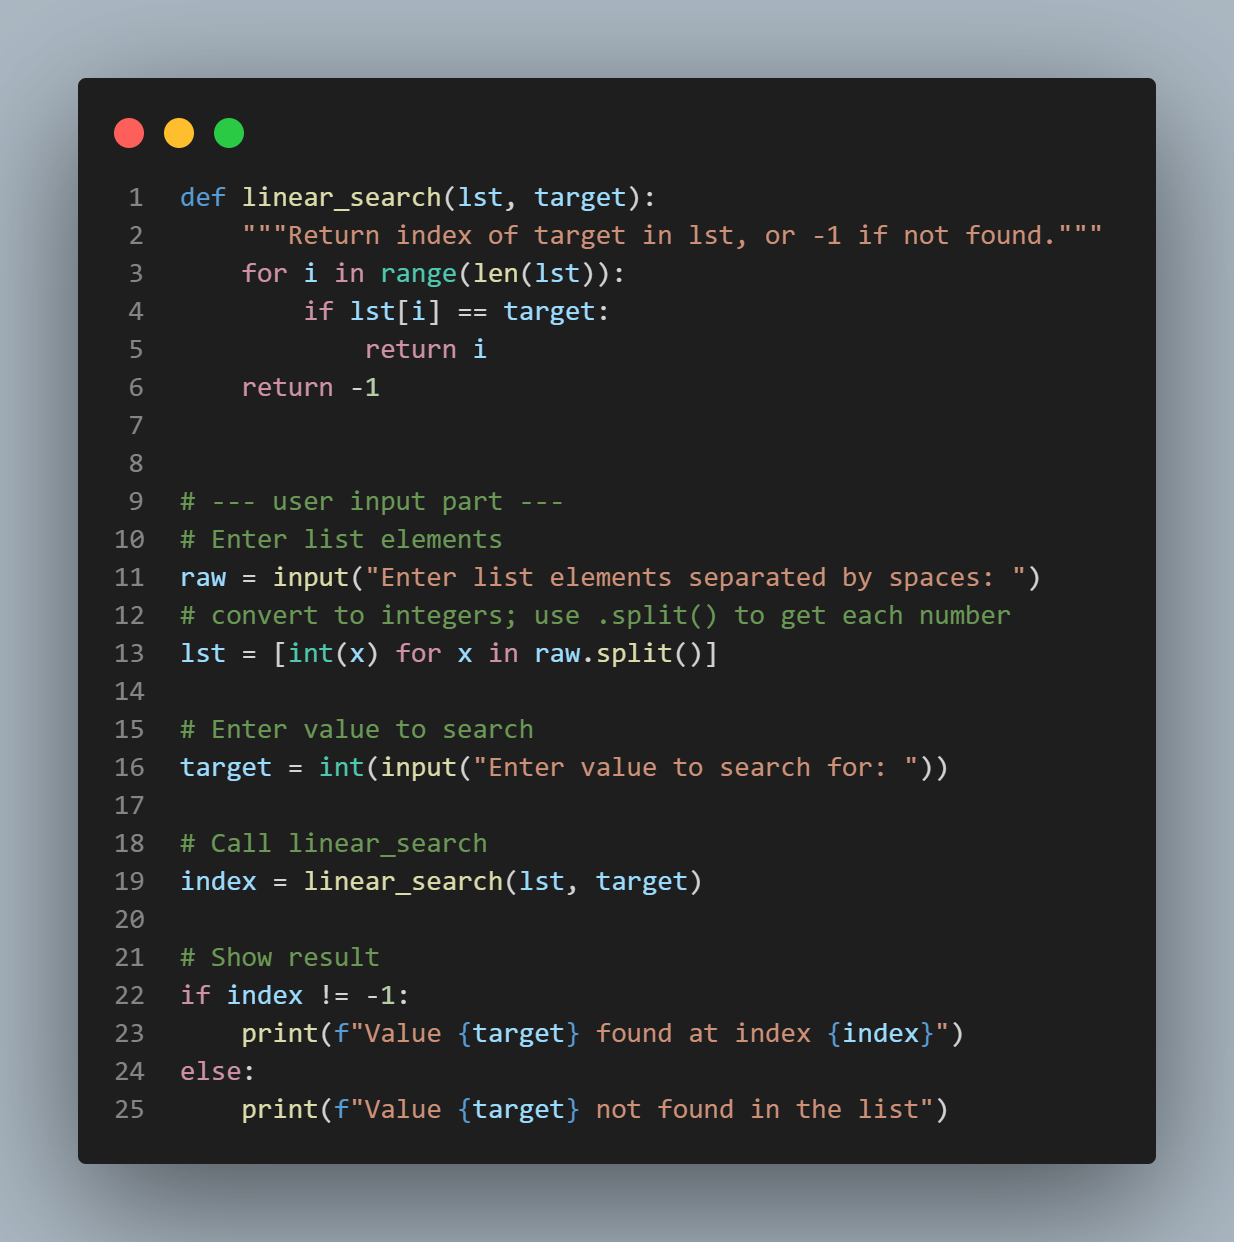 1 def linear_search(lst, target):
2     """Return index of target in lst, or -1 if not found."""
3     for i in range(len(lst)):
4         if lst[i] == target:
5             return i
6     return -1
7
8
9 # --- user input part ---
10 # Enter list elements
11 raw = input("Enter list elements separated by spaces: ")
12 # convert to integers; use .split() to get each number
13 lst = [int(x) for x in raw.split()]
14
15 # Enter value to search
16 target = int(input("Enter value to search for: "))
17
18 # Call linear_search
19 index = linear_search(lst, target)
20
21 # Show result
22 if index != -1:
23     print(f"Value {target} found at index {index}")
24 else:
25     print(f"Value {target} not found in the list")